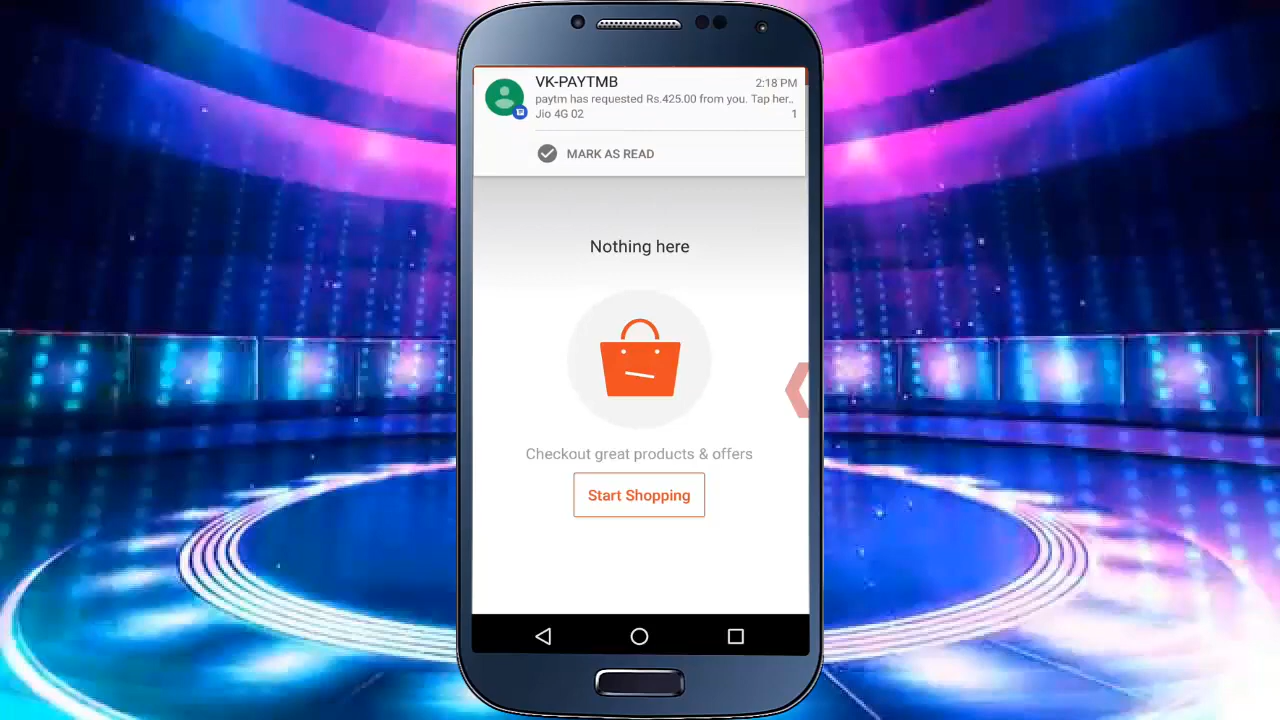 VK-PAYTMB
2:18 PM
paytm has requested Rs.425.00 from you. Tap her..
Jio 4G 02
1
MARK AS READ
Nothing here
Checkout great products & offers
Start Shopping